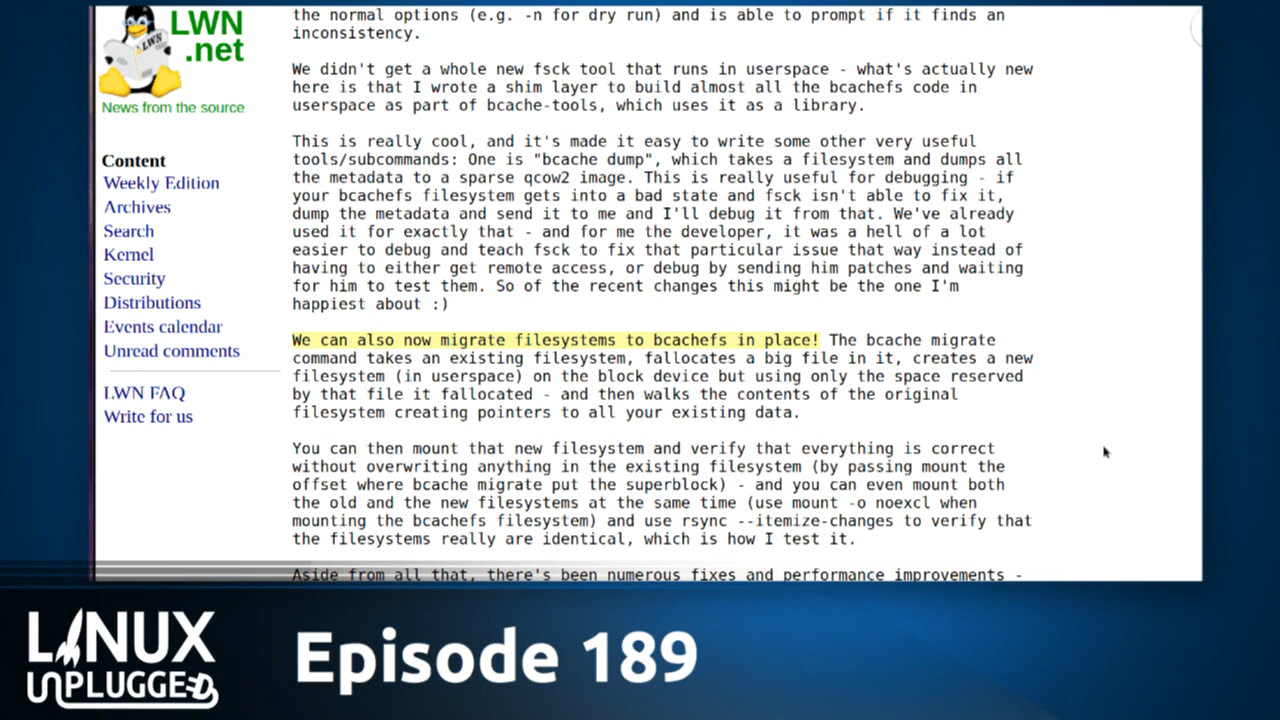 LWN
.net
LWN
News from the source
Content
Weekly Edition
Archives
Search
Kernel
Security
Distributions
Events calendar
Unread comments
LWN FAQ
Write for us
the normal options (e.g. -n for dry run) and is able to prompt if it finds an
inconsistency.
We didn't get a whole new fsck tool that runs in userspace - what's actually new
here is that I wrote a shim layer to build almost all the bcachefs code in
userspace as part of bcache-tools, which uses it as a library.
This is really cool, and it's made it easy to write some other very useful
tools/subcommands: One is "bcache dump", which takes a filesystem and dumps all
the metadata to a sparse qcow2 image. This is really useful for debugging - if
your bcachefs filesystem gets into a bad state and fsck isn't able to fix it,
dump the metadata and send it to me and I'll debug it from that. We've already
used it for exactly that - and for me the developer, it was a hell of a lot
easier to debug and teach fsck to fix that particular issue that way instead of
having to either get remote access, or debug by sending him patches and waiting
for him to test them. So of the recent changes this might be the one I'm
happiest about :)
We can also now migrate filesystems to bcachefs in place! The bcache migrate
command takes an existing filesystem, fallocates a big file in it, creates a new
filesystem (in userspace) on the block device but using only the space reserved
by that file it fallocated - and then walks the contents of the original
filesystem creating pointers to all your existing data.
You can then mount that new filesystem and verify that everything is correct
without overwriting anything in the existing filesystem (by passing mount the
offset where bcache migrate put the superblock) - and you can even mount both
the old and the new filesystems at the same time (use mount -o noexcl when
mounting the bcachefs filesystem) and use rsync --itemize-changes to verify that
the filesystems really are identical, which is how I test it.
Aside from all that, there's been numerous fixes and performance improvements -
LINUX
UNPLUGGED
Episode 189